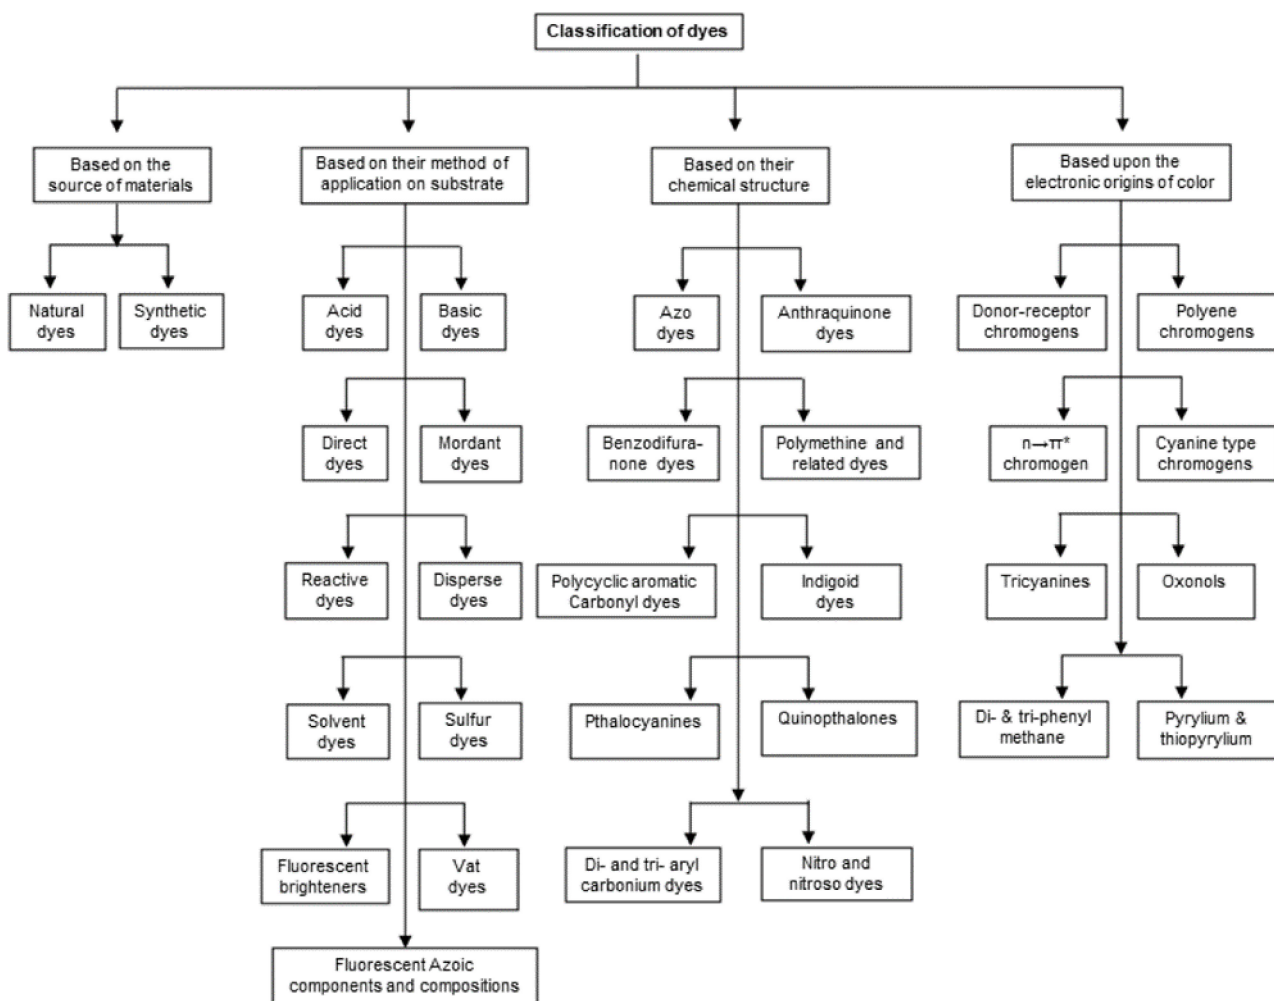 Classification of dyes
Based on the
source of materials
Based on their method of
application on substrate
Based on their
chemical structure
Based upon the
electronic origins of color
Natural
dyes
Synthetic
dyes
Acid
dyes
Basic
dyes
Azo
dyes
Anthraquinone
dyes
Donor-receptor
chromogens
Polyene
chromogens
Direct
dyes
Mordant
dyes
Benzodifura-
none dyes
Polymethine and
related dyes
n→π*
chromogen
Cyanine type
chromogens
Reactive
dyes
Disperse
dyes
Polycyclic aromatic
Carbonyl dyes
Indigoid
dyes
Tricyanines
Oxonols
Solvent
dyes
Sulfur
dyes
Pthalocyanines
Quinopthalones
Di- & tri-phenyl
methane
Pyrylium &
thiopyrylium
Fluorescent
brighteners
Vat
dyes
Di- and tri- aryl
carbonium dyes
Nitro and
nitroso dyes
Fluorescent Azoic
components and compositions